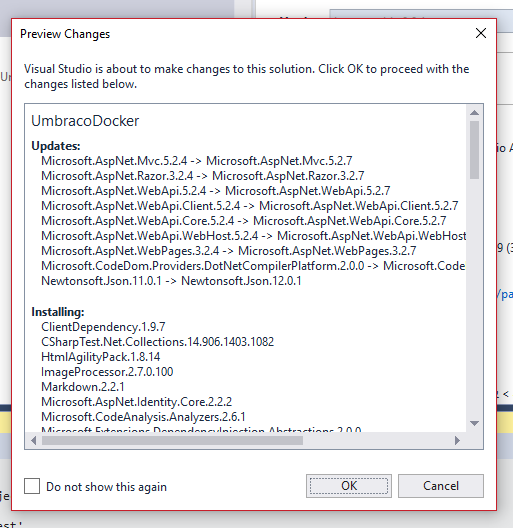 Preview Changes
Visual Studio is about to make changes to this solution. Click OK to proceed with the
changes listed below.
UmbracoDocker
Updates:
Microsoft.AspNet.Mvc.5.2.4 -> Microsoft.AspNet.Mvc.5.2.7
Microsoft.AspNet.Razor.3.2.4 -> Microsoft.AspNet.Razor.3.2.7
Microsoft.AspNet.WebApi.5.2.4 -> Microsoft.AspNet.WebApi.5.2.7
Microsoft.AspNet.WebApi.Client.5.2.4 -> Microsoft.AspNet.WebApi.Client.5.2.7
Microsoft.AspNet.WebApi.Core.5.2.4 -> Microsoft.AspNet.WebApi.Core.5.2.7
Microsoft.AspNet.WebApi.WebHost.5.2.4 -> Microsoft.AspNet.WebApi.WebHost
Microsoft.AspNet.WebPages.3.2.4 -> Microsoft.AspNet.WebPages.3.2.7
Microsoft.CodeDom.Providers.DotNetCompilerPlatform.2.0.0 -> Microsoft.Code
Newtonsoft.Json.11.0.1 -> Newtonsoft.Json.12.0.1
Installing:
ClientDependency.1.9.7
CSharpTest.Net.Collections.14.906.1403.1082
HtmlAgilityPack.1.8.14
ImageProcessor.2.7.0.100
Markdown.2.2.1
Microsoft.AspNet.Identity.Core.2.2.2
Microsoft.CodeAnalysis.Analyzers.2.6.1
Microsoft.Extensions.DependencyInjection.Abstractions.2.0.0
Do not show this again
OK
Cancel